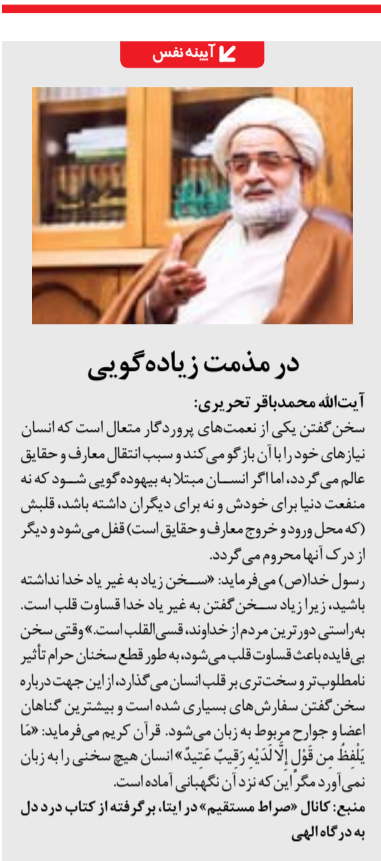 آیینه نفس
در مذمت زیاده‌گویی
آیت‌الله محمدباقر تحریری:
سخن گفتن یکی از نعمت‌های پروردگار متعال است که انسان
نیازهای خود را با آن بازگو می‌کند و سبب انتقال معارف و حقایق
عالم می‌گردد، اما اگر انسان مبتلا به بیهوده‌گویی شود که نه
منفعت دنیا برای خودش و نه برای دیگران داشته باشد، قلبش
(که محل ورود و خروج معارف و حقایق است) قفل می‌شود و دیگر
از درک آنها محروم می‌گردد.
رسول خدا(ص) می‌فرماید: «سخن زیاد به غیر یاد خدا نداشته
باشید، زیرا زیاد سخن گفتن به غیر یاد خدا قساوت قلب است.
به‌راستی دورترین مردم از خداوند، قسی‌القلب است.» وقتی سخن
بی‌فایده باعث قساوت قلب می‌شود، به طور قطع سخنان حرام تأثیر
نامطلوب‌تر و سخت‌تری بر قلب انسان می‌گذارد، از این جهت درباره
سخن گفتن سفارش‌های بسیاری شده است و بیشترین گناهان
اعضا و جوارح مربوط به زبان می‌شود. قرآن کریم می‌فرماید: «مَا
یَلْفِظُ مِن قَوْلٍ إِلَّا لَدَیْهِ رَقِیبٌ عَتِیدٌ» انسان هیچ سخنی را به زبان
نمی‌آورد مگر این که نزد آن نگهبانی آماده است.
منبع: کانال «صراط مستقیم» در ایتا، برگرفته از کتاب درد دل
به درگاه الهی